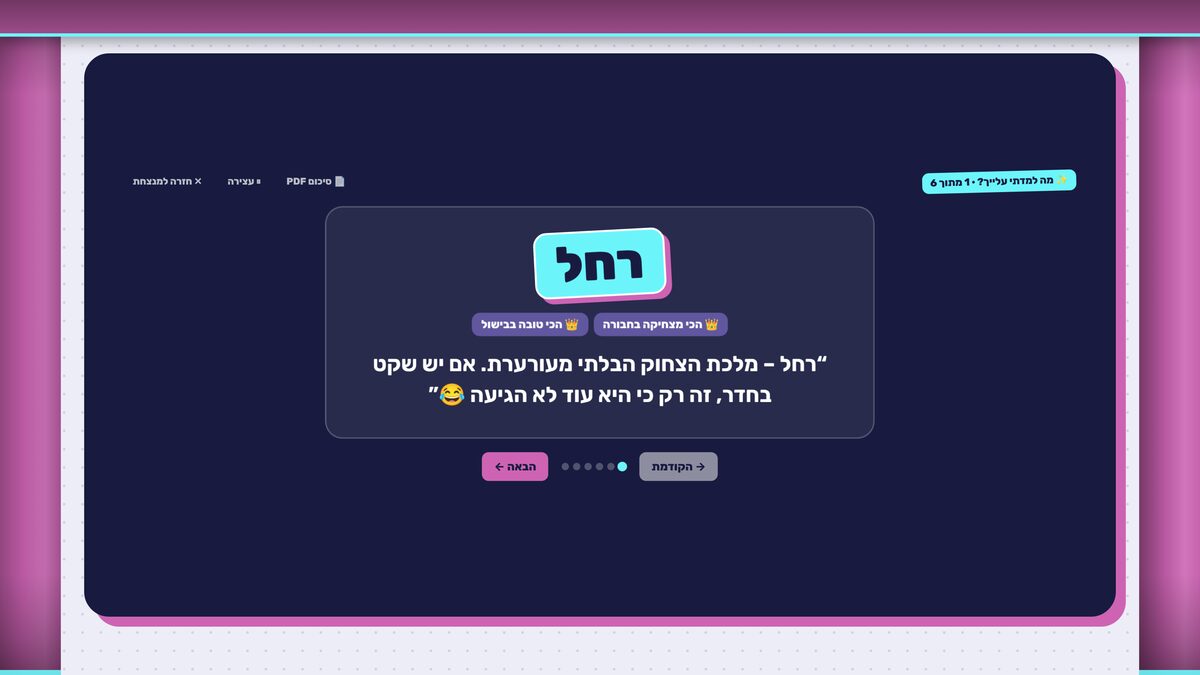 ✨ מה למדתי עלייך? • 1 מתוך 6
📄 סיכום PDF
⏸ עצירה
✕ חזרה למנצחת
רחל
👑 הכי מצחיקה בחבורה
👑 הכי טובה בבישול
“רחל – מלכת הצחוק הבלתי מעורערת. אם יש שקט
בחדר, זה רק כי היא עוד לא הגיעה 😂”
→ הקודמת
הבאה ←